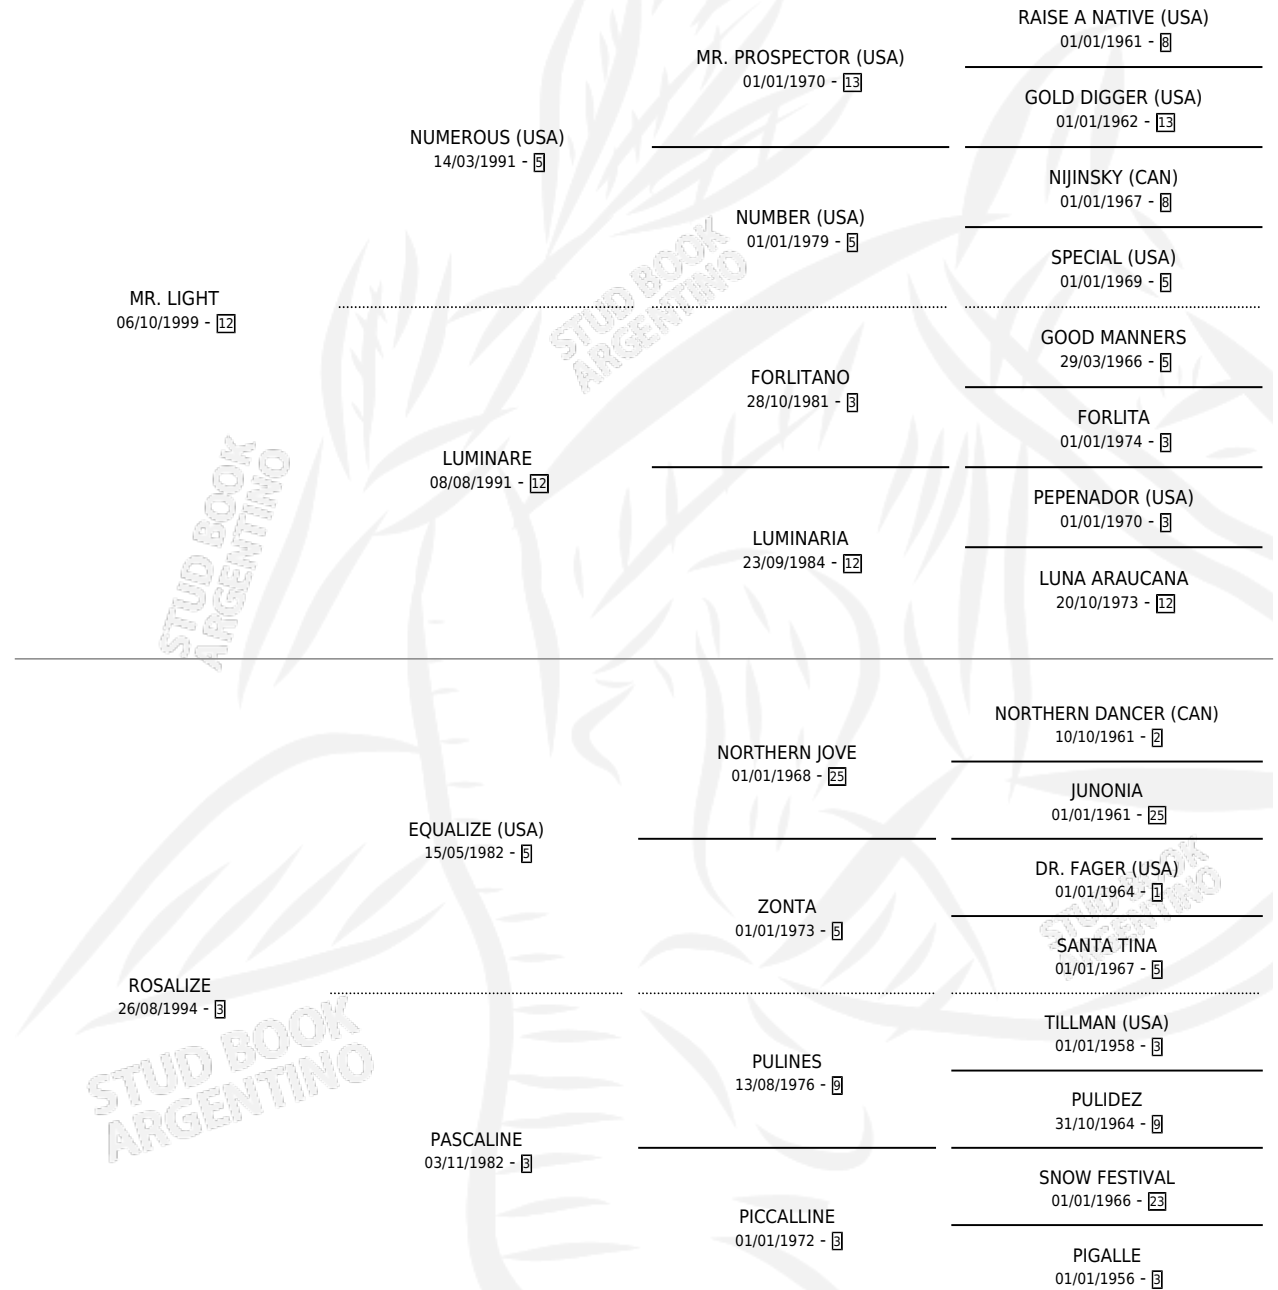 RAISE A NATIVE (USA)
01/01/1961 - 8
MR. PROSPECTOR (USA)
01/01/1970 - 13
GOLD DIGGER (USA)
01/01/1962 - 13
NUMEROUS (USA)
14/03/1991 - 5
NIJINSKY (CAN)
01/01/1967 - 8
NUMBER (USA)
01/01/1979 - 5
SPECIAL (USA)
01/01/1969 - 5
MR. LIGHT
06/10/1999 - 12
GOOD MANNERS
29/03/1966 - 5
FORLITANO
28/10/1981 - 3
FORLITA
01/01/1974 - 3
LUMINARE
08/08/1991 - 12
PEPENADOR (USA)
01/01/1970 - 3
LUMINARIA
23/09/1984 - 12
LUNA ARAUCANA
20/10/1973 - 12
NORTHERN DANCER (CAN)
10/10/1961 - 2
NORTHERN JOVE
01/01/1968 - 25
JUNONIA
01/01/1961 - 25
EQUALIZE (USA)
15/05/1982 - 5
DR. FAGER (USA)
01/01/1964 - 1
ZONTA
01/01/1973 - 5
SANTA TINA
01/01/1967 - 5
ROSALIZE
26/08/1994 - 3
TILLMAN (USA)
01/01/1958 - 3
PULINES
13/08/1976 - 9
PULIDEZ
31/10/1964 - 9
PASCALINE
03/11/1982 - 3
SNOW FESTIVAL
01/01/1966 - 23
PICCALLINE
01/01/1972 - 3
PIGALLE
01/01/1956 - 3
STUD BOOK
ARGENTINO
STUD BOOK
ARGENTINO
STUD BOOK
ARGENTINO
STUD BOOK
ARGENTINO